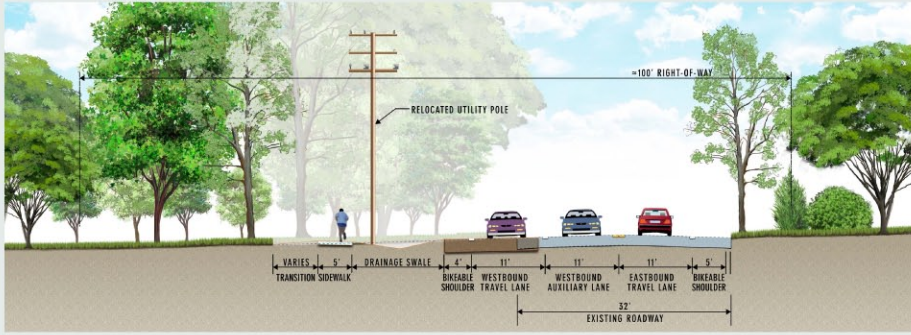 ≈100' RIGHT-OF-WAY
RELOCATED UTILITY POLE
VARIES
TRANSITION
5'
SIDEWALK
DRAINAGE SWALE
4'
BIKEABLE
SHOULDER
11'
WESTBOUND
TRAVEL LANE
11'
WESTBOUND
AUXILIARY LANE
11'
EASTBOUND
TRAVEL LANE
5'
BIKEABLE
SHOULDER
32'
EXISTING ROADWAY